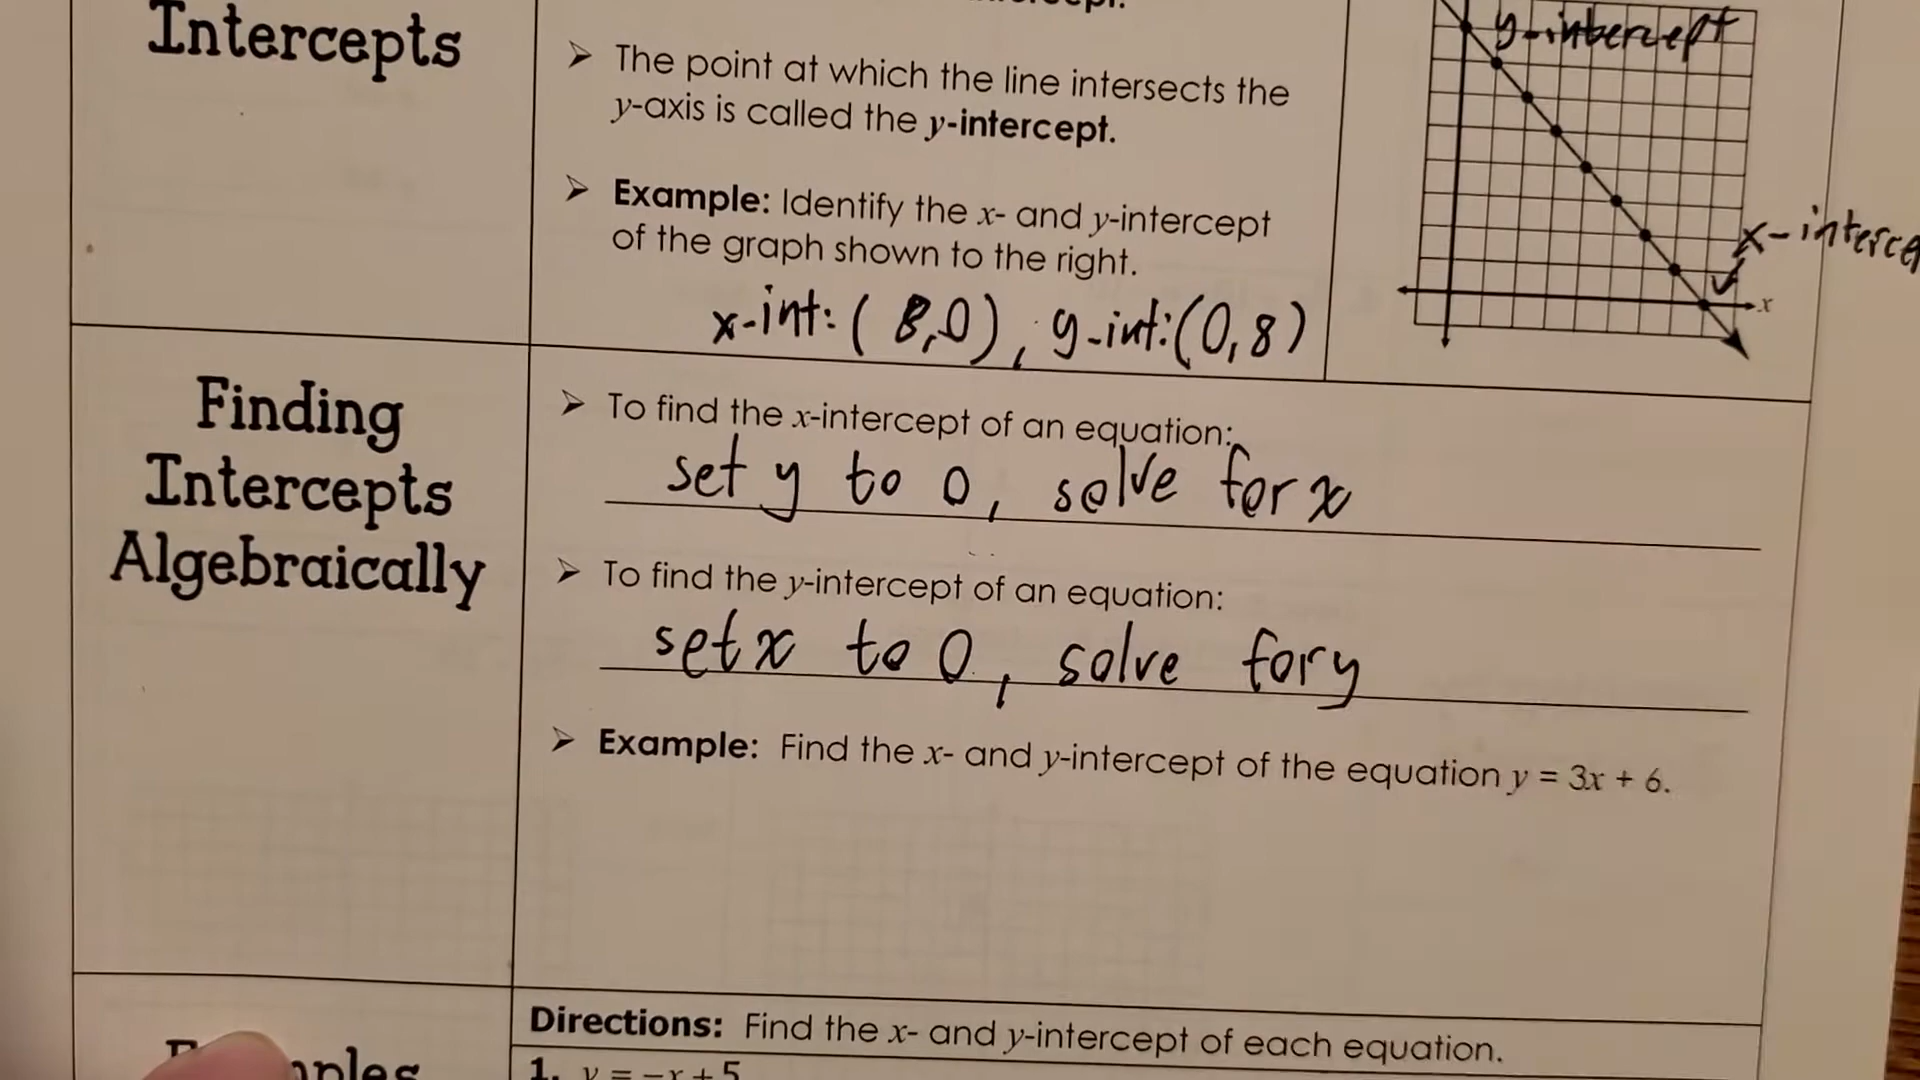 Intercepts
➤ The point at which the line intersects the
y-axis is called the y-intercept.
➤ Example: Identify the x- and y-intercept
of the graph shown to the right.
x-int: (8,0), y-int: (0,8)
y-intercept
x-interce
x
Finding
Intercepts
Algebraically
➤ To find the x-intercept of an equation:
set y to 0, solve for x
➤ To find the y-intercept of an equation:
set x to 0, solve for y
➤ Example: Find the x- and y-intercept of the equation y = 3x + 6.
Directions: Find the x- and y-intercept of each equation.
1. y = -x + 5